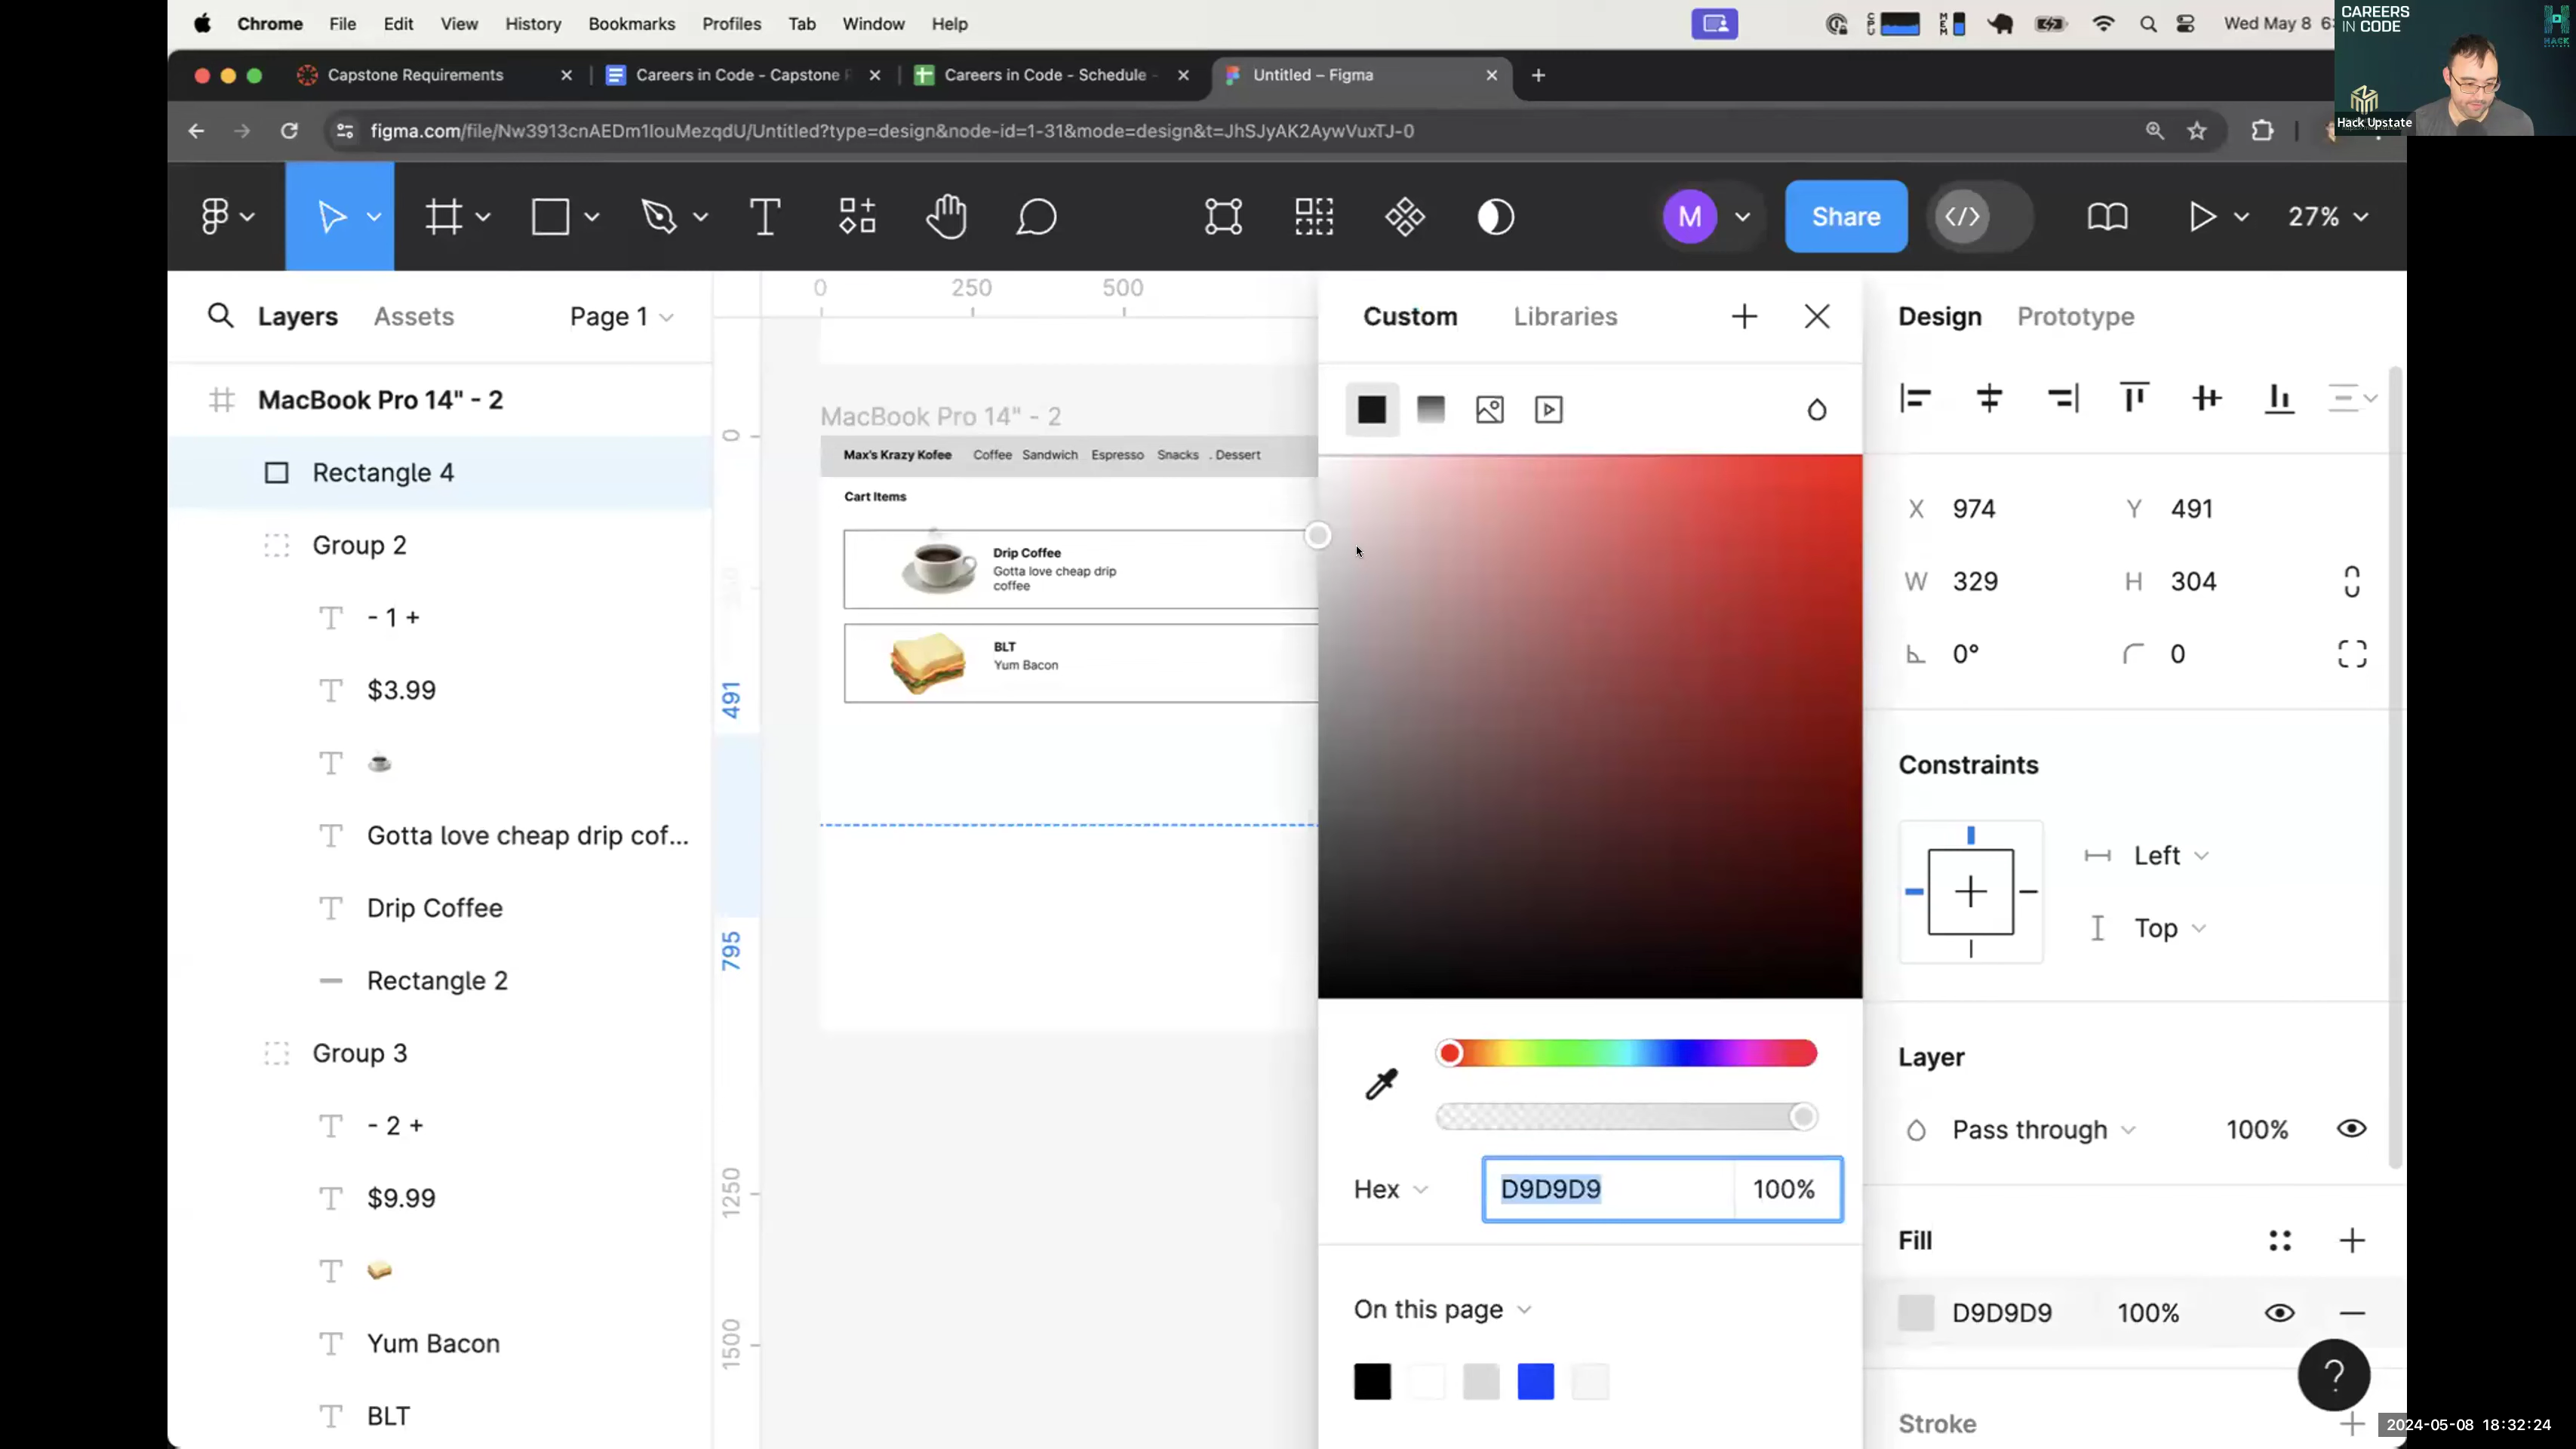 Chrome File Edit View History Bookmarks Profiles Tab Window Help
CPU
MEM
Wed May 8 6:
CAREERS
IN CODE
HACK
Hack Upstate
Capstone Requirements
Careers in Code - Capstone
Careers in Code - Schedule -
Untitled – Figma
figma.com/file/Nw3913cnAEDm1IouMezqdU/Untitled?type=design&node-id=1-31&mode=design&t=JhSJyAK2AywVuxTJ-0
M
Share
27%
Layers Assets Page 1
0 250 500
Custom Libraries
Design Prototype
MacBook Pro 14" - 2
Rectangle 4
Group 2
- 1 +
$3.99
Gotta love cheap drip cof...
Drip Coffee
Rectangle 2
Group 3
- 2 +
$9.99
Yum Bacon
BLT
0
491
795
1250
1500
MacBook Pro 14" - 2
Max's Krazy Kofee Coffee Sandwich Espresso Snacks . Dessert
Cart Items
Drip Coffee
Gotta love cheap drip
coffee
BLT
Yum Bacon
Hex D9D9D9 100%
On this page
X 974 Y 491
W 329 H 304
0° 0
Constraints
Left
Top
Layer
Pass through 100%
Fill
D9D9D9 100%
?
Stroke
2024-05-08 18:32:24